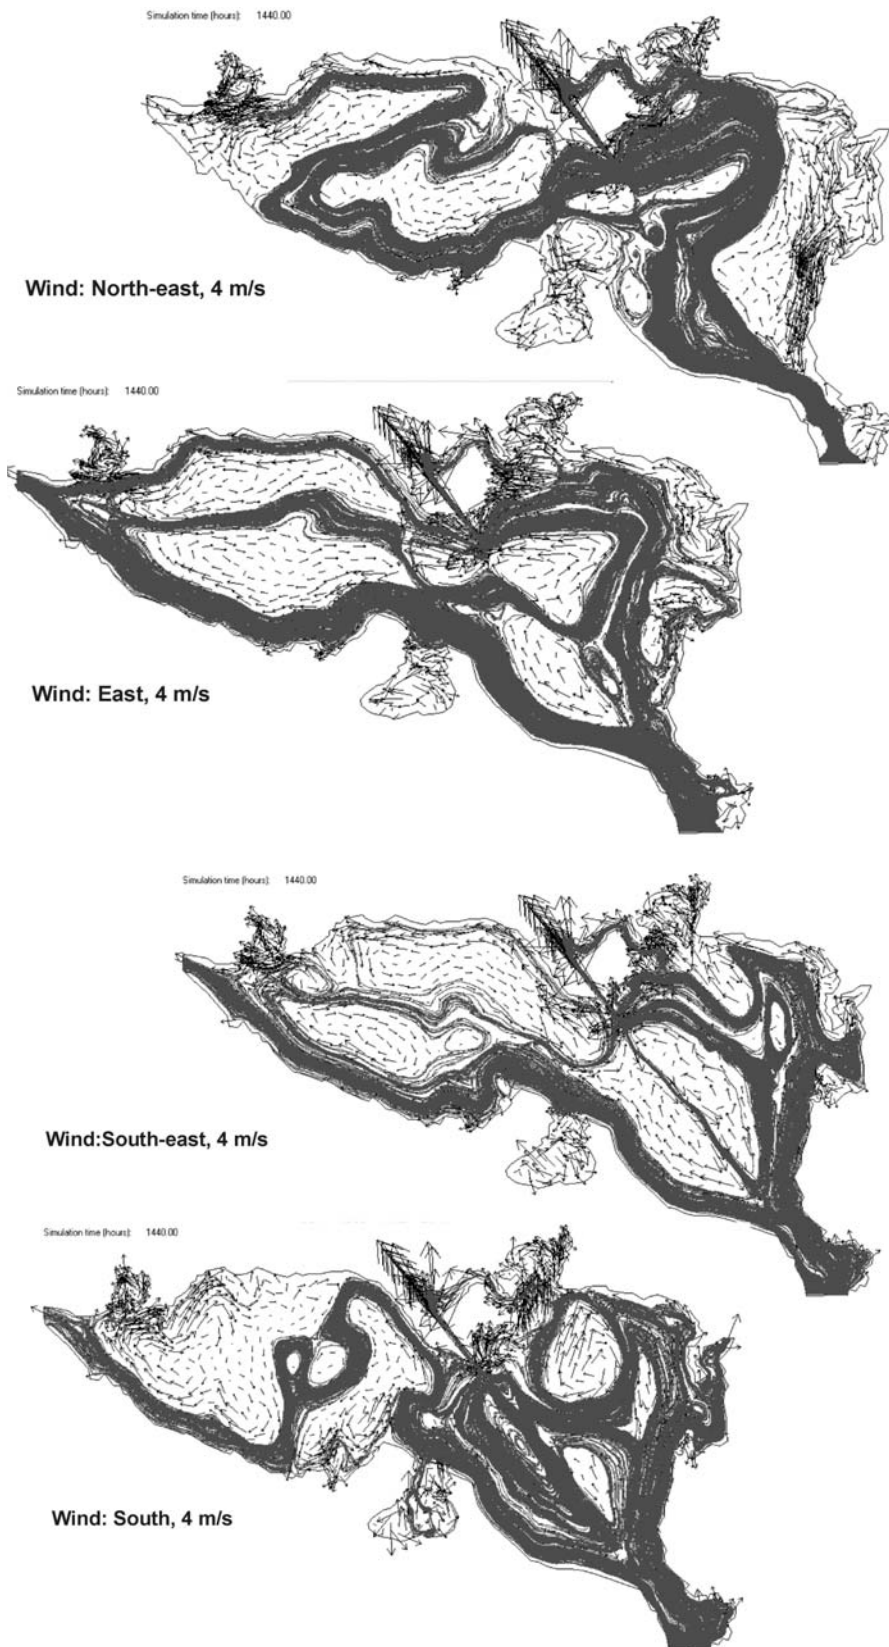 Simulation time (hours): 1440.00
Wind: North-east, 4 m/s
Simulation time (hours): 1440.00
Wind: East, 4 m/s
Simulation time (hours): 1440.00
Wind:South-east, 4 m/s
Simulation time (hours): 1440.00
Wind: South, 4 m/s